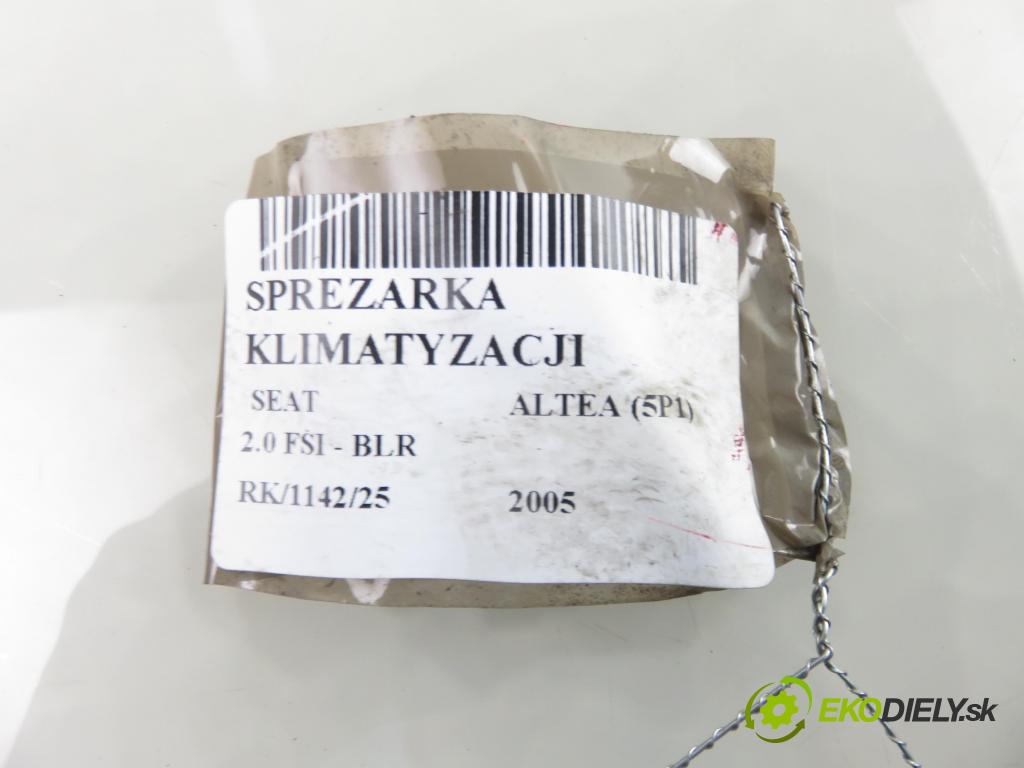 SPREZARKA
KLIMATYZACJI
SEAT ALTEA (5P1)
2.0 FSI - BLR
RK/1142/25 2005
EKODIELY.sk